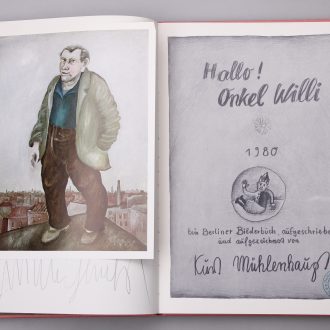 Hallo!
Onkel Willi
1980
Ein Berliner Bilderbuch, aufgeschrieben
und aufgezeichnet von
Kurt Mühlenhaupt